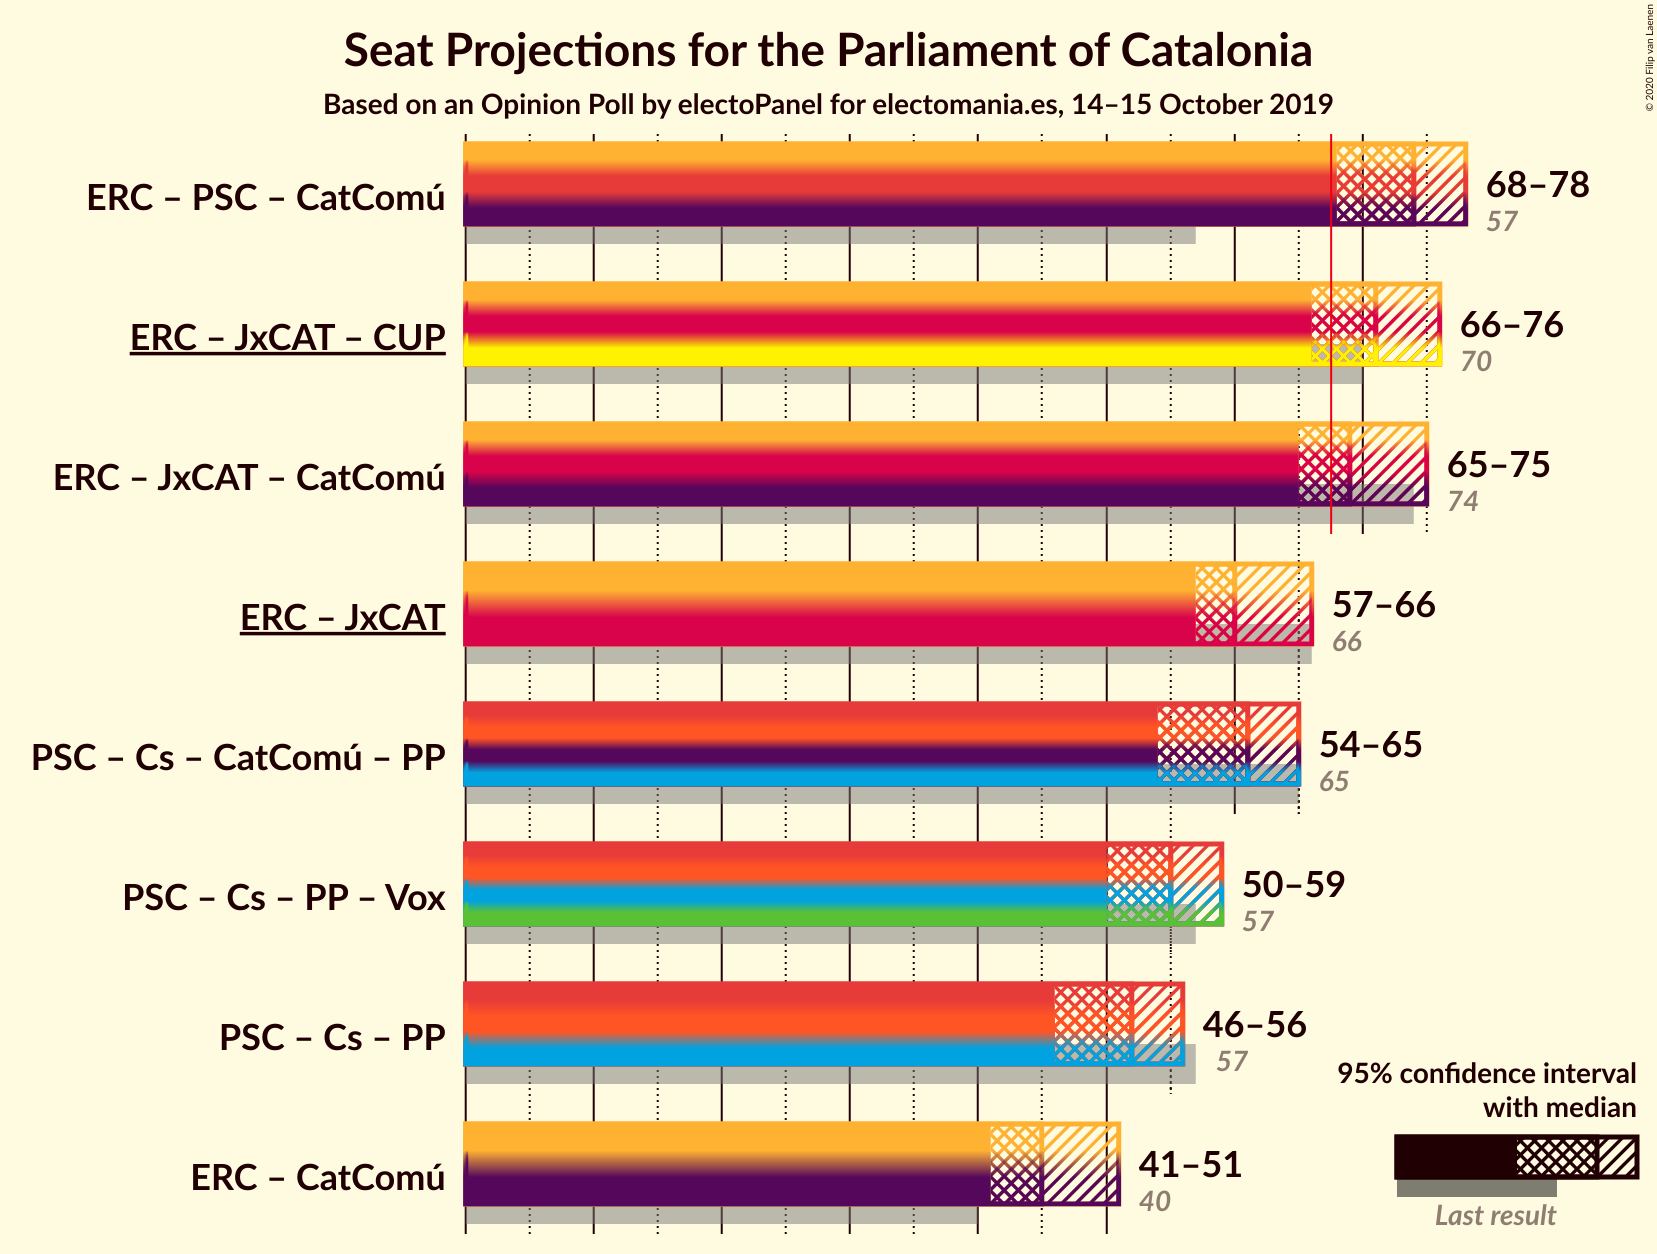 Seat Projections for the Parliament of Catalonia
Based on an Opinion Poll by electoPanel for electomania.es, 14–15 October 2019
© 2020 Filip van Laenen
ERC – PSC – CatComú
68–78
57
ERC – JxCAT – CUP
66–76
70
ERC – JxCAT – CatComú
65–75
74
ERC – JxCAT
57–66
66
PSC – Cs – CatComú – PP
54–65
65
PSC – Cs – PP – Vox
50–59
57
PSC – Cs – PP
46–56
57
ERC – CatComú
41–51
40
95% confidence interval
with median
Last result